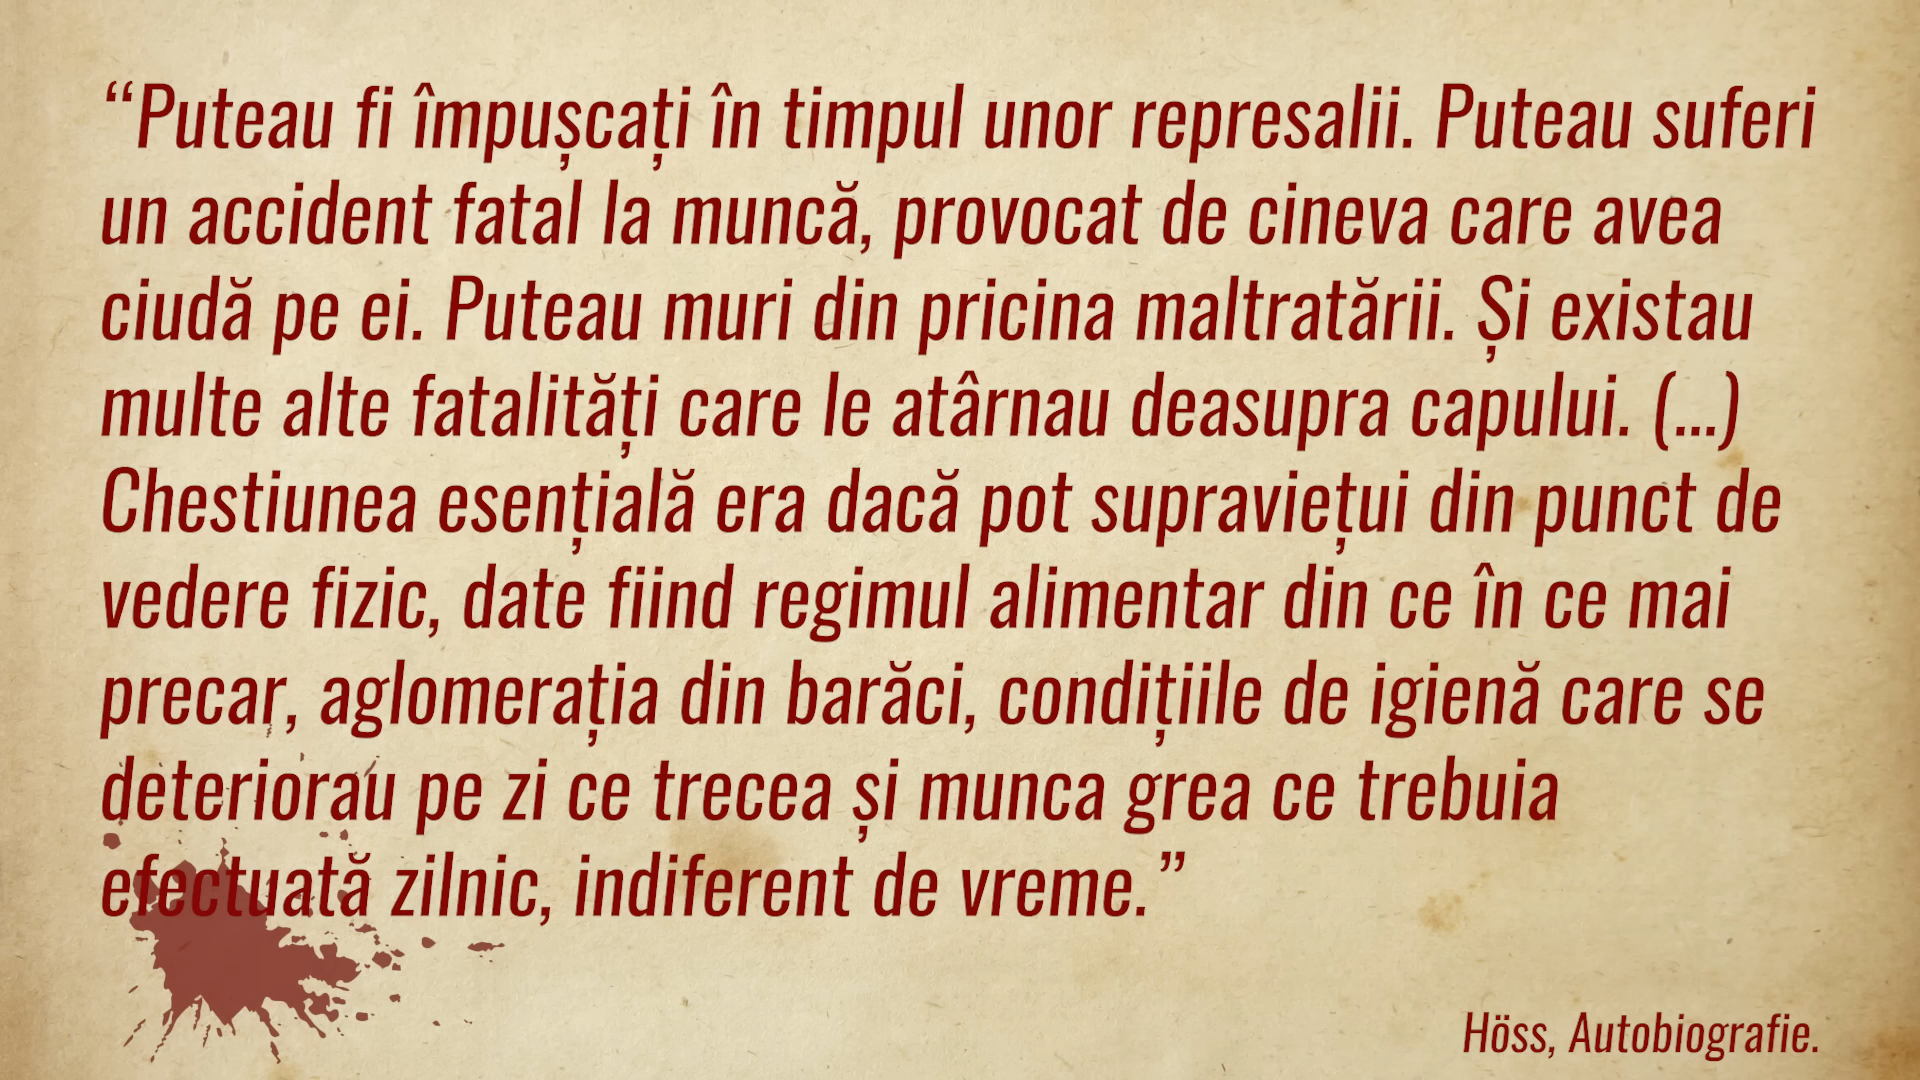 “Puteau fi împușcați în timpul unor represalii. Puteau suferi
un accident fatal la muncă, provocat de cineva care avea
ciudă pe ei. Puteau muri din pricina maltratării. Și existau
multe alte fatalități care le atârnau deasupra capului. (...)
Chestiunea esențială era dacă pot supraviețui din punct de
vedere fizic, date fiind regimul alimentar din ce în ce mai
precar, aglomerația din barăci, condițiile de igienă care se
deteriorau pe zi ce trecea și munca grea ce trebuia
efectuată zilnic, indiferent de vreme.”
Höss, Autobiografie.